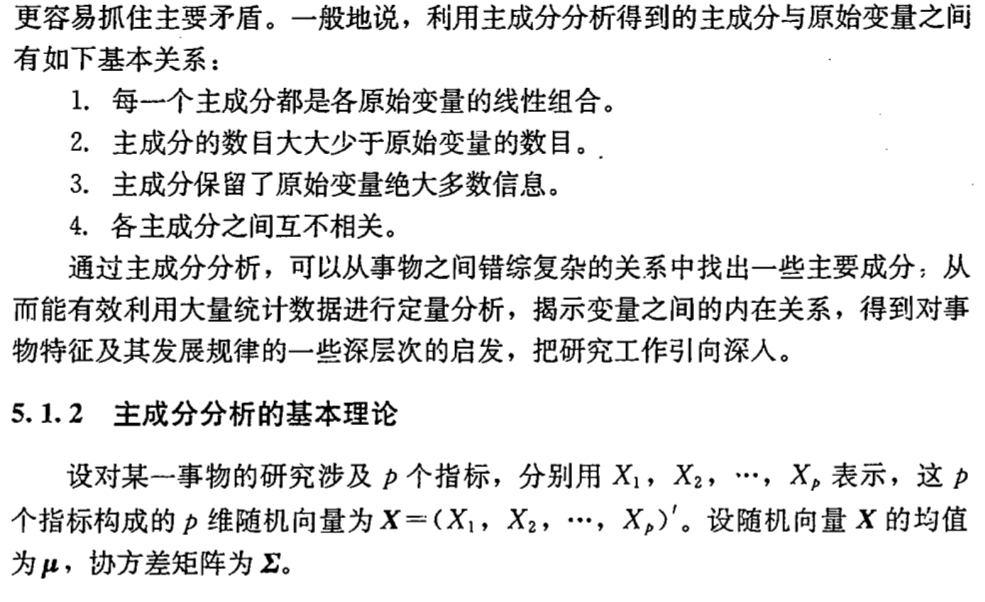 更容易抓住主要矛盾。一般地说，利用主成分分析得到的主成分与原始变量之间
有如下基本关系：
1. 每一个主成分都是各原始变量的线性组合。
2. 主成分的数目大大少于原始变量的数目。
3. 主成分保留了原始变量绝大多数信息。
4. 各主成分之间互不相关。
通过主成分分析，可以从事物之间错综复杂的关系中找出一些主要成分，从
而能有效利用大量统计数据进行定量分析，揭示变量之间的内在关系，得到对事
物特征及其发展规律的一些深层次的启发，把研究工作引向深入。
5.1.2 主成分分析的基本理论
设对某一事物的研究涉及 p 个指标，分别用 X₁，X₂，…，Xₚ 表示，这 p
个指标构成的 p 维随机向量为 X=(X₁，X₂，…，Xₚ)′。设随机向量 X 的均值
为 μ，协方差矩阵为 Σ。